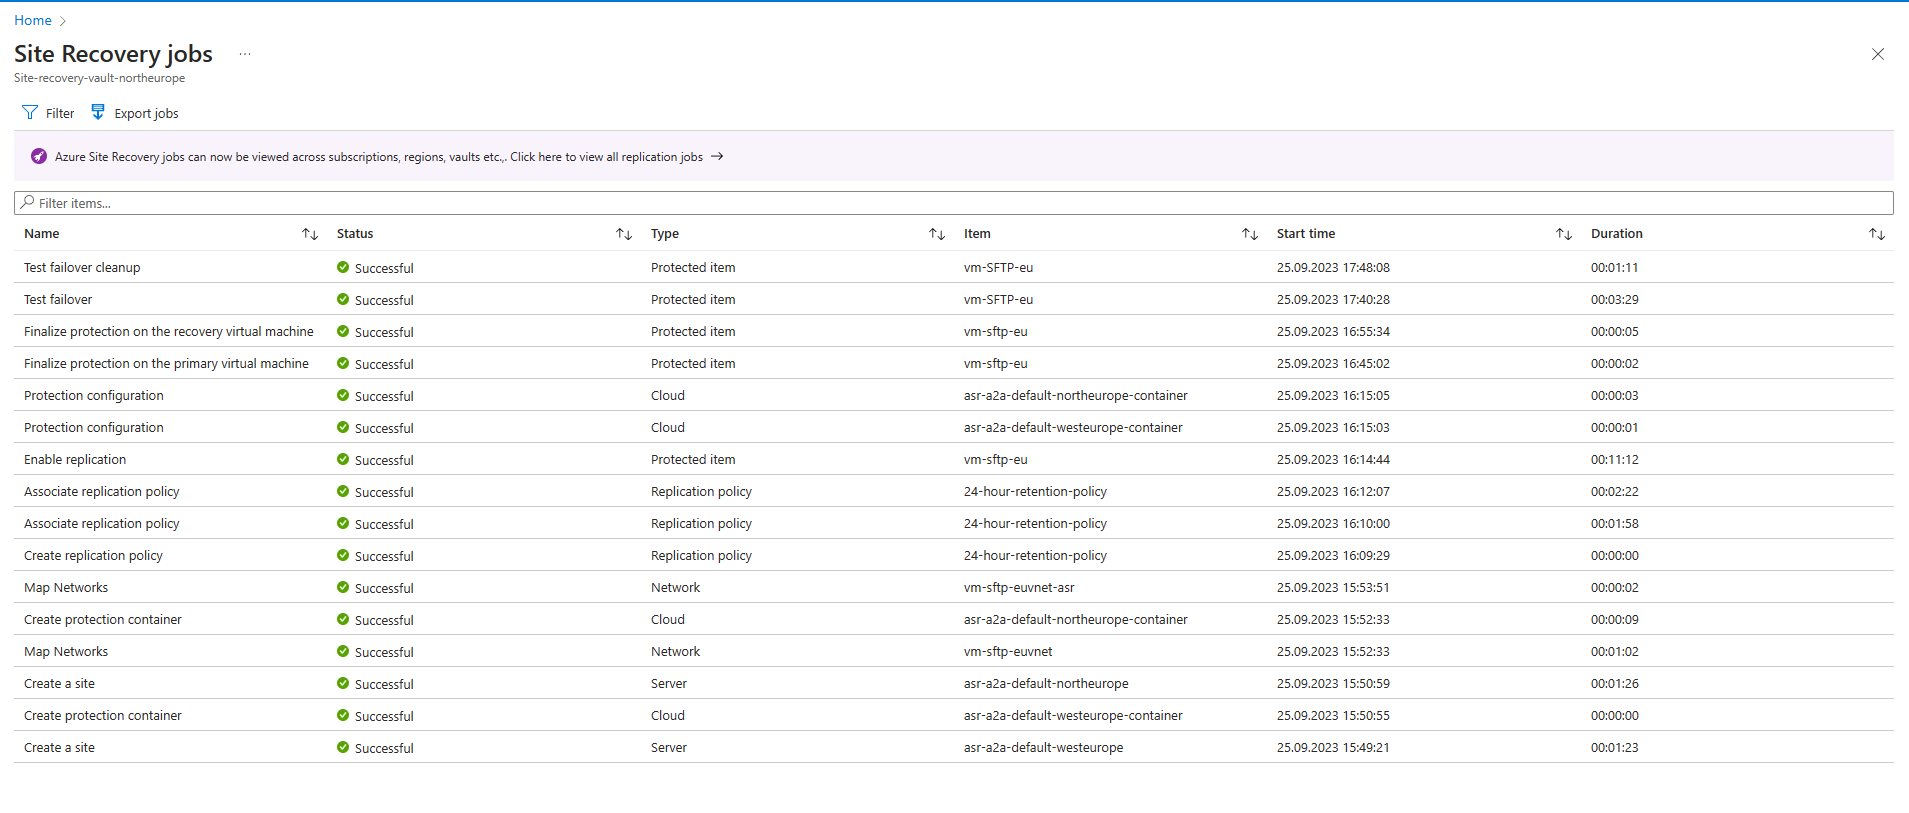 Home
Site Recovery jobs ...
Site-recovery-vault-northeurope
Filter Export jobs
Azure Site Recovery jobs can now be viewed across subscriptions, regions, vaults etc.,. Click here to view all replication jobs →
Filter items...
Name Status Type Item Start time Duration
Test failover cleanup Successful Protected item vm-SFTP-eu 25.09.2023 17:48:08 00:01:11
Test failover Successful Protected item vm-SFTP-eu 25.09.2023 17:40:28 00:03:29
Finalize protection on the recovery virtual machine Successful Protected item vm-sftp-eu 25.09.2023 16:55:34 00:00:05
Finalize protection on the primary virtual machine Successful Protected item vm-sftp-eu 25.09.2023 16:45:02 00:00:02
Protection configuration Successful Cloud asr-a2a-default-northeurope-container 25.09.2023 16:15:05 00:00:03
Protection configuration Successful Cloud asr-a2a-default-westeurope-container 25.09.2023 16:15:03 00:00:01
Enable replication Successful Protected item vm-sftp-eu 25.09.2023 16:14:44 00:11:12
Associate replication policy Successful Replication policy 24-hour-retention-policy 25.09.2023 16:12:07 00:02:22
Associate replication policy Successful Replication policy 24-hour-retention-policy 25.09.2023 16:10:00 00:01:58
Create replication policy Successful Replication policy 24-hour-retention-policy 25.09.2023 16:09:29 00:00:00
Map Networks Successful Network vm-sftp-euvnet-asr 25.09.2023 15:53:51 00:00:02
Create protection container Successful Cloud asr-a2a-default-northeurope-container 25.09.2023 15:52:33 00:00:09
Map Networks Successful Network vm-sftp-euvnet 25.09.2023 15:52:33 00:01:02
Create a site Successful Server asr-a2a-default-northeurope 25.09.2023 15:50:59 00:01:26
Create protection container Successful Cloud asr-a2a-default-westeurope-container 25.09.2023 15:50:55 00:00:00
Create a site Successful Server asr-a2a-default-westeurope 25.09.2023 15:49:21 00:01:23